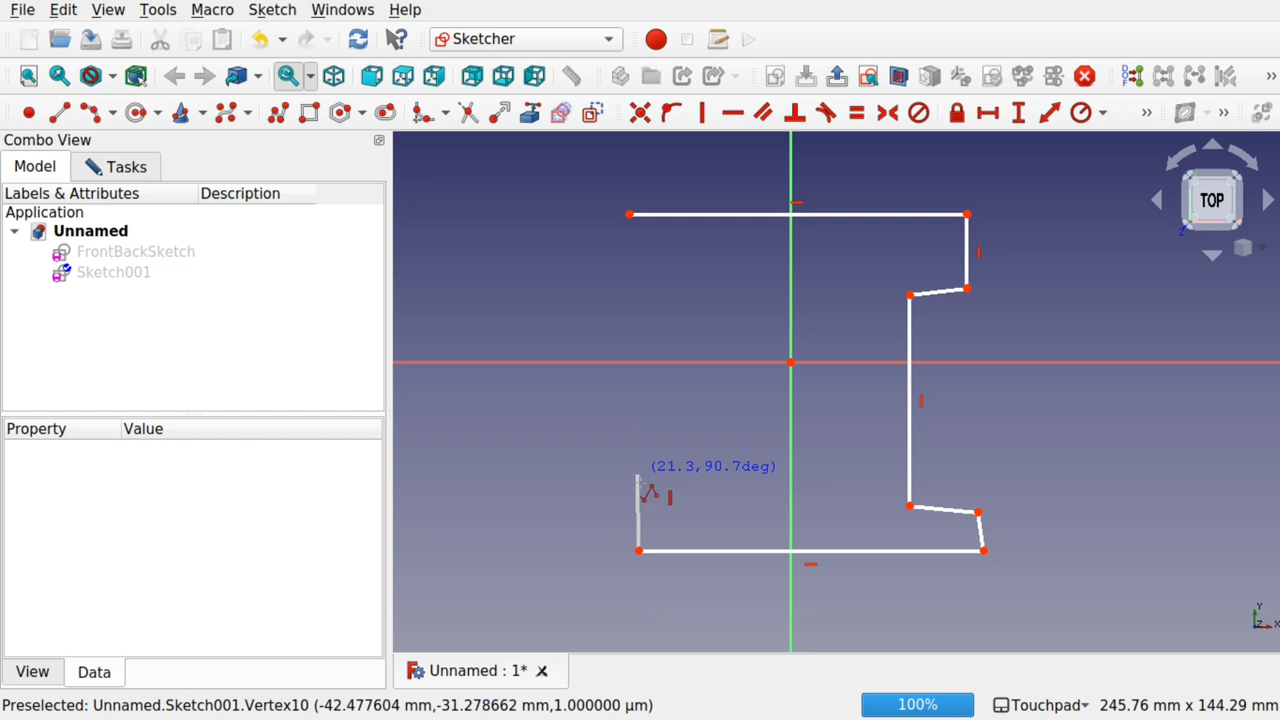 File Edit View Tools Macro Sketch Windows Help
Sketcher
Combo View
Model Tasks
Labels & Attributes Description
Application
Unnamed
FrontBackSketch
Sketch001
Property Value
View Data
TOP
Z
(21.3,90.7deg)
Y
Z X
Unnamed : 1*
Preselected: Unnamed.Sketch001.Vertex10 (-42.477604 mm,-31.278662 mm,1.000000 μm) 100% Touchpad 245.76 mm x 144.29 mm